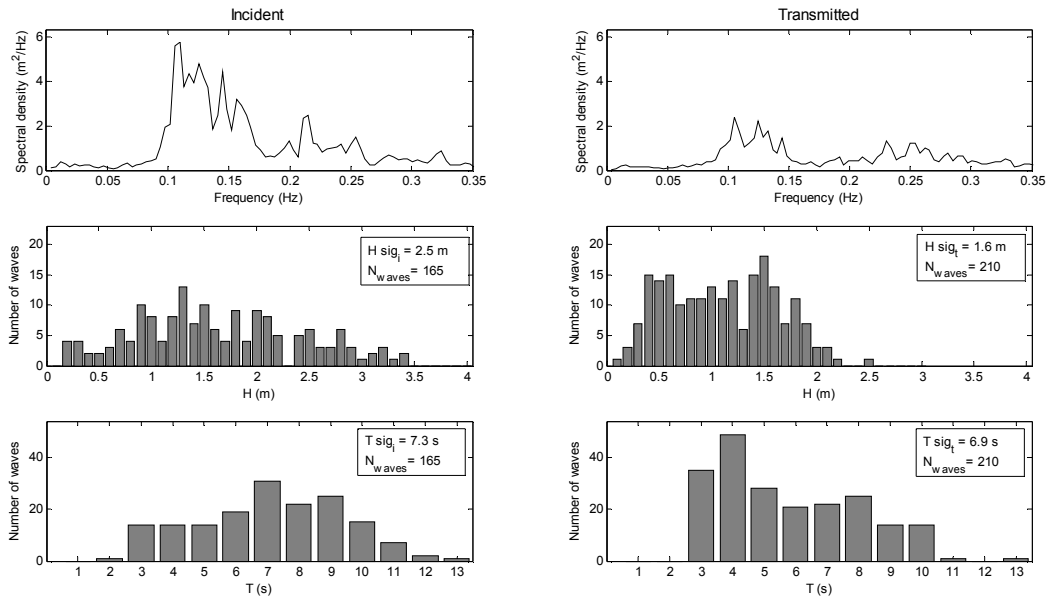 Incident
Spectral density (m²/Hz)
6
4
2
0
0 0.05 0.1 0.15 0.2 0.25 0.3 0.35
Frequency (Hz)
Transmitted
Spectral density (m²/Hz)
6
4
2
0
0 0.05 0.1 0.15 0.2 0.25 0.3 0.35
Frequency (Hz)
Number of waves
20
15
10
5
0
H sigᵢ = 2.5 m
N_waves = 165
0 0.5 1 1.5 2 2.5 3 3.5 4
H (m)
Number of waves
20
15
10
5
0
H sigₜ = 1.6 m
N_waves = 210
0 0.5 1 1.5 2 2.5 3 3.5 4
H (m)
Number of waves
40
20
0
T sigᵢ = 7.3 s
N_waves = 165
1 2 3 4 5 6 7 8 9 10 11 12 13
T (s)
Number of waves
40
20
0
T sigₜ = 6.9 s
N_waves = 210
1 2 3 4 5 6 7 8 9 10 11 12 13
T (s)